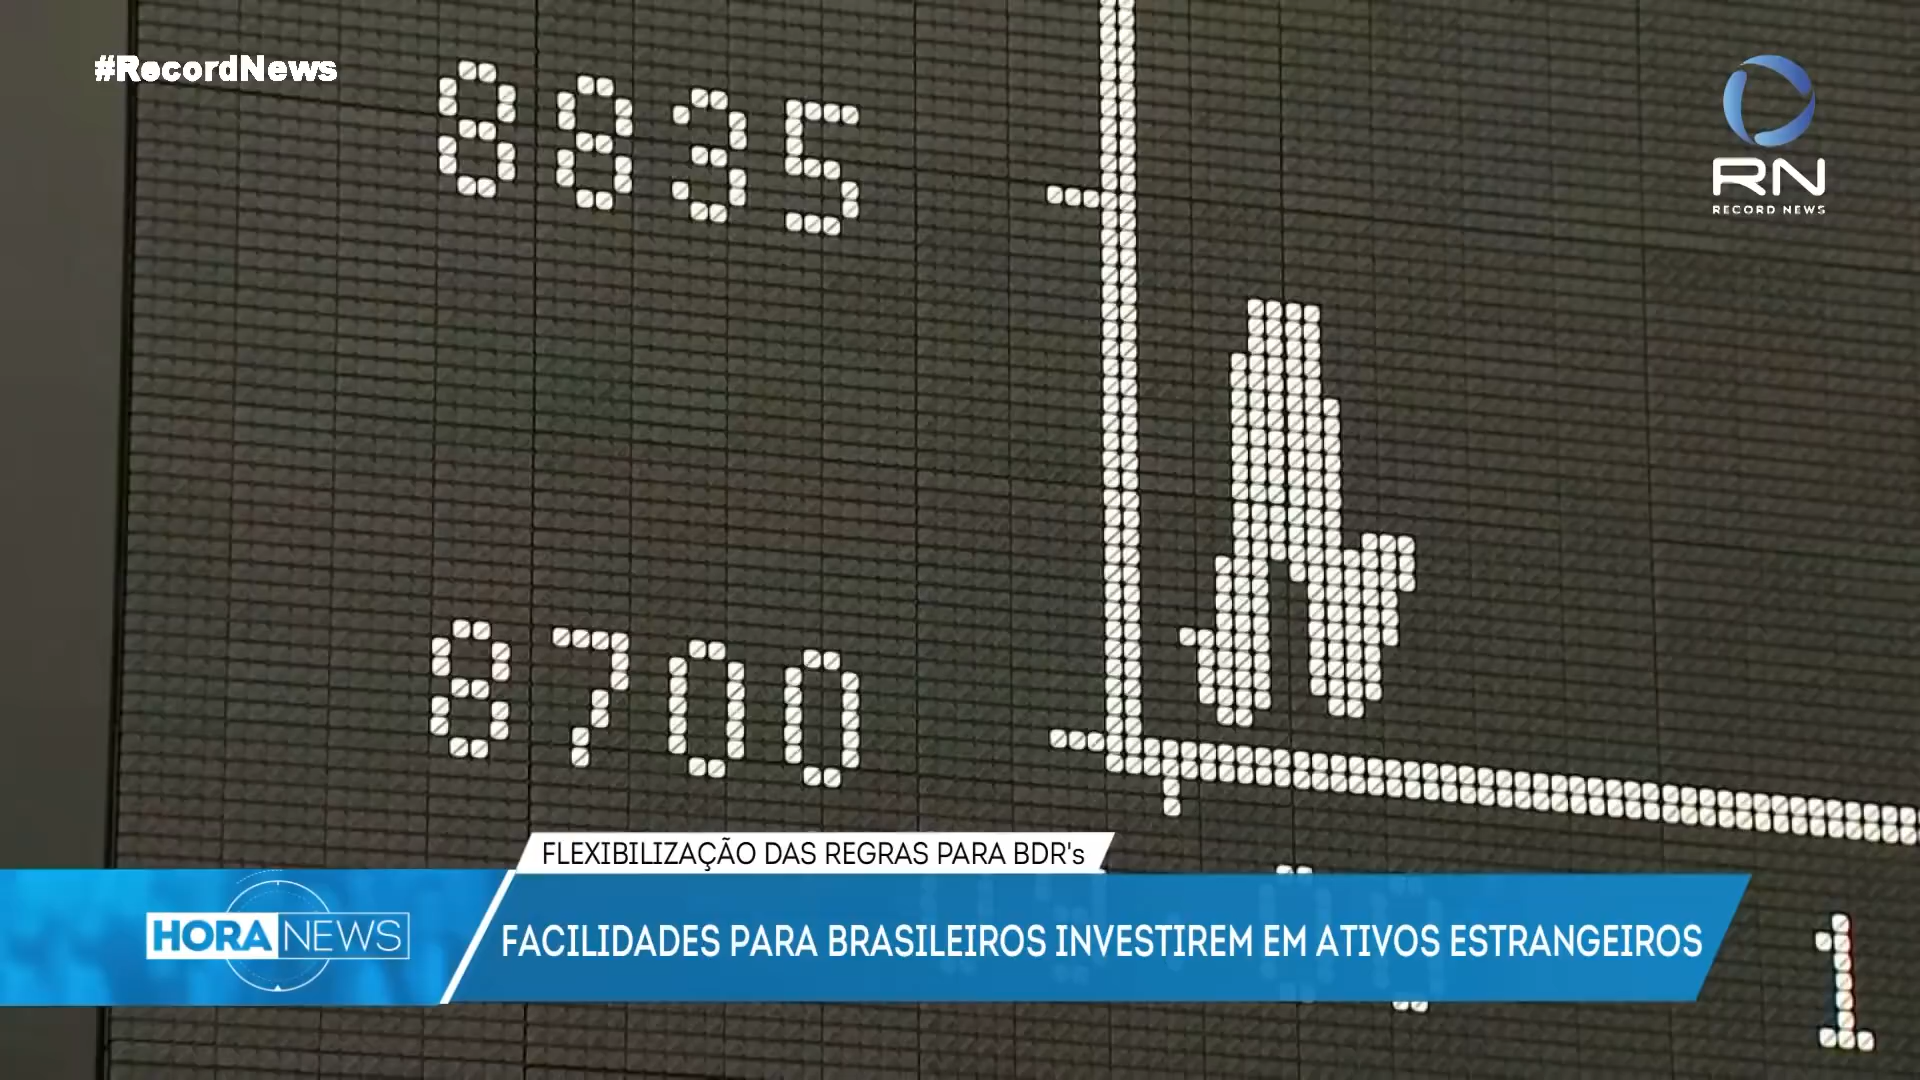 #RecordNews
RN
RECORD NEWS
8835
8700
FLEXIBILIZAÇÃO DAS REGRAS PARA BDR's
HORA NEWS
FACILIDADES PARA BRASILEIROS INVESTIREM EM ATIVOS ESTRANGEIROS
1